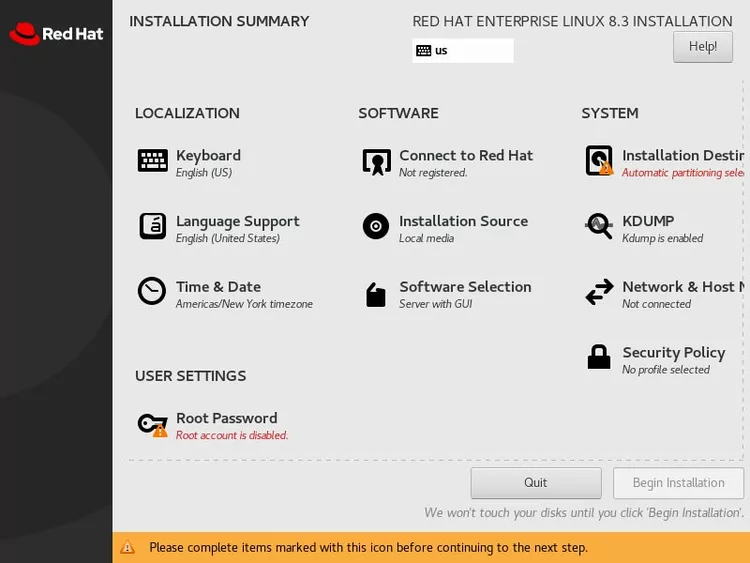 Red Hat
INSTALLATION SUMMARY
RED HAT ENTERPRISE LINUX 8.3 INSTALLATION
us
Help!
LOCALIZATION
Keyboard
English (US)
Language Support
English (United States)
Time & Date
Americas/New York timezone
USER SETTINGS
Root Password
Root account is disabled.
SOFTWARE
Connect to Red Hat
Not registered.
Installation Source
Local media
Software Selection
Server with GUI
SYSTEM
Installation Destin
Automatic partitioning sele
KDUMP
Kdump is enabled
Network & Host N
Not connected
Security Policy
No profile selected
Quit
Begin Installation
We won't touch your disks until you click 'Begin Installation'.
Please complete items marked with this icon before continuing to the next step.